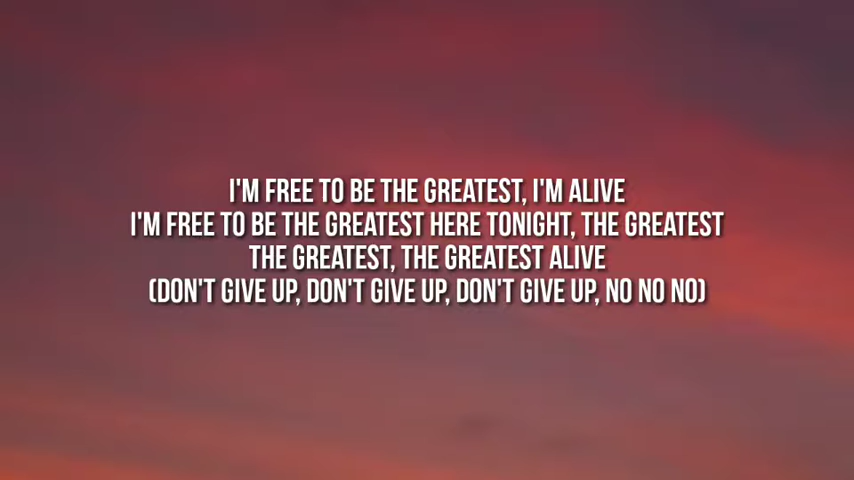 I'M FREE TO BE THE GREATEST, I'M ALIVE
I'M FREE TO BE THE GREATEST HERE TONIGHT, THE GREATEST
THE GREATEST, THE GREATEST ALIVE
(DON'T GIVE UP, DON'T GIVE UP, DON'T GIVE UP, NO NO NO)